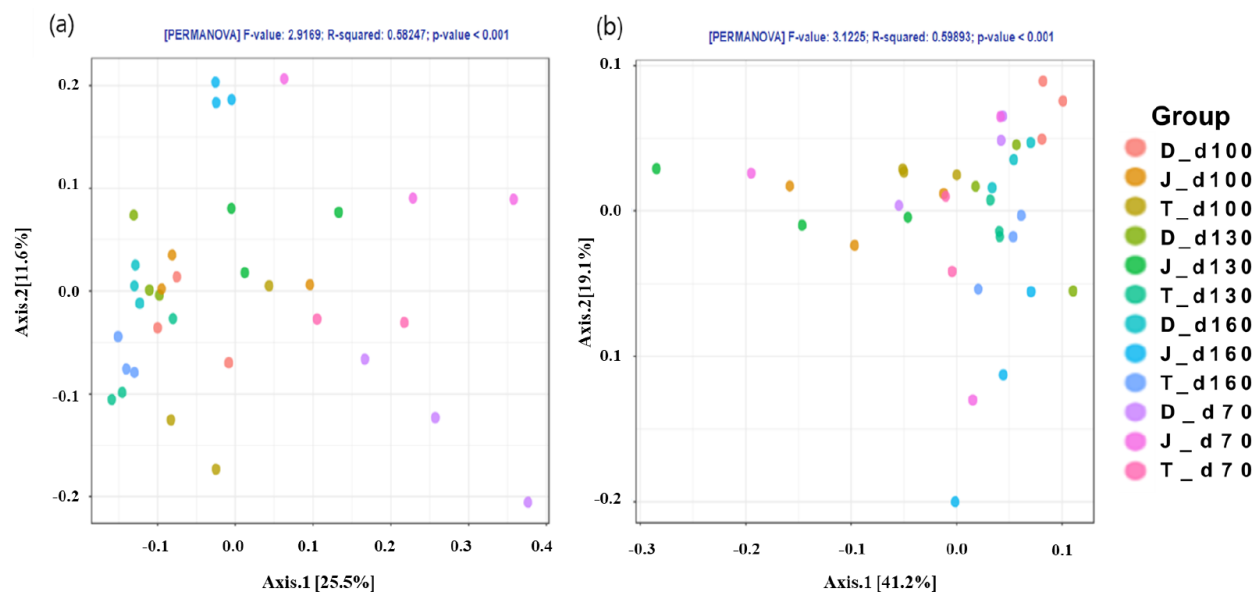 (a)
[PERMANOVA] F-value: 2.9169; R-squared: 0.58247; p-value < 0.001
0.2
0.1
0.0
-0.1
-0.2
Axis.2[11.6%]
-0.1
0.0
0.1
0.2
0.3
0.4
Axis.1 [25.5%]
(b)
[PERMANOVA] F-value: 3.1225; R-squared: 0.59893; p-value < 0.001
0.1
0.0
0.1
-0.2
Axis.2[19.1%]
-0.3
-0.2
-0.1
0.0
0.1
Axis.1 [41.2%]
Group
D_d100
J_d100
T_d100
D_d130
J_d130
T_d130
D_d160
J_d160
T_d160
D_d70
J_d70
T_d70